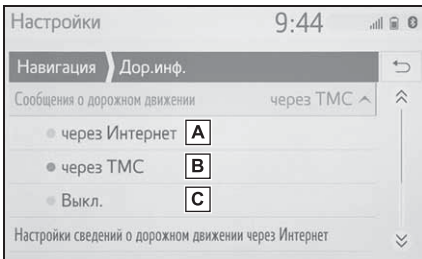 Настройки 9:44
Навигация Дор.инф.
Сообщения о дорожном движении через TMC
через Интернет A
через TMC B
Выкл. C
Настройки сведений о дорожном движении через Интернет